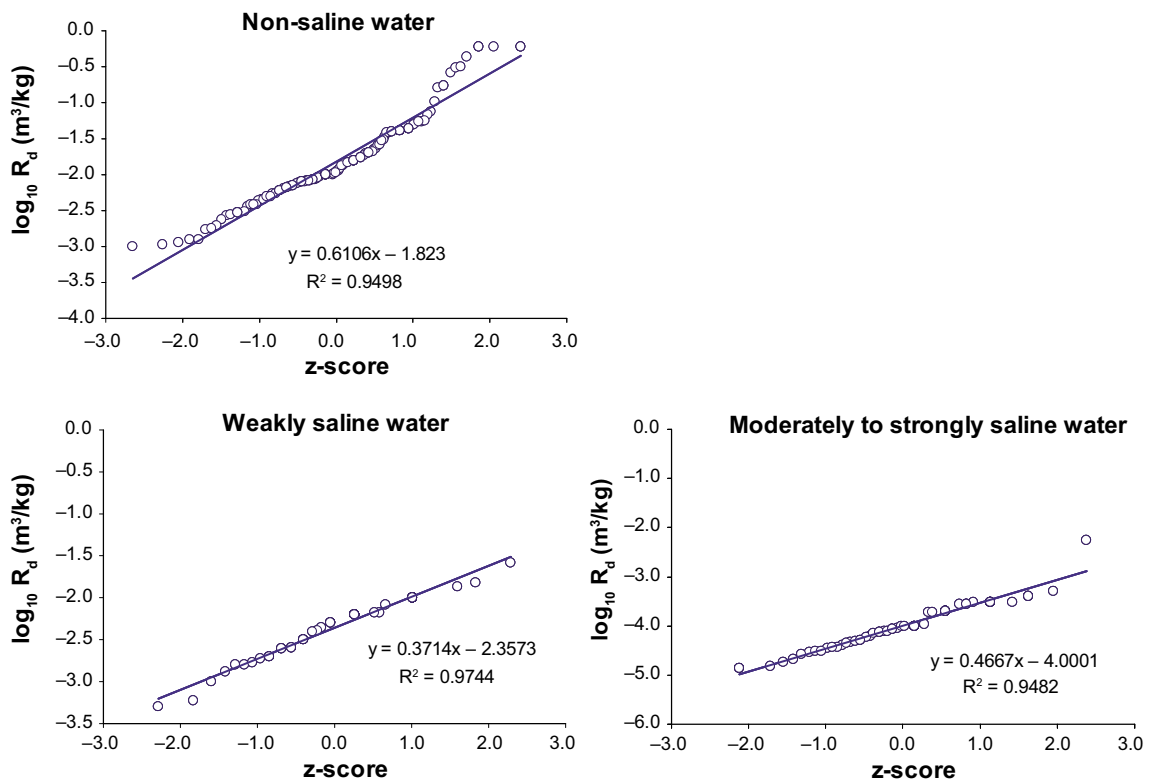 Non-saline water
log₁₀ R_d (m³/kg)
0.0
–0.5
–1.0
–1.5
–2.0
–2.5
–3.0
–3.5
–4.0
y = 0.6106x – 1.823
R² = 0.9498
–3.0 –2.0 –1.0 0.0 1.0 2.0 3.0
z-score
Weakly saline water
log₁₀ R_d (m³/kg)
0.0
–0.5
–1.0
–1.5
–2.0
–2.5
–3.0
–3.5
y = 0.3714x – 2.3573
R² = 0.9744
–3.0 –2.0 –1.0 0.0 1.0 2.0 3.0
z-score
Moderately to strongly saline water
log₁₀ R_d (m³/kg)
0.0
–1.0
–2.0
–3.0
–4.0
–5.0
–6.0
y = 0.4667x – 4.0001
R² = 0.9482
–3.0 –2.0 –1.0 0.0 1.0 2.0 3.0
z-score